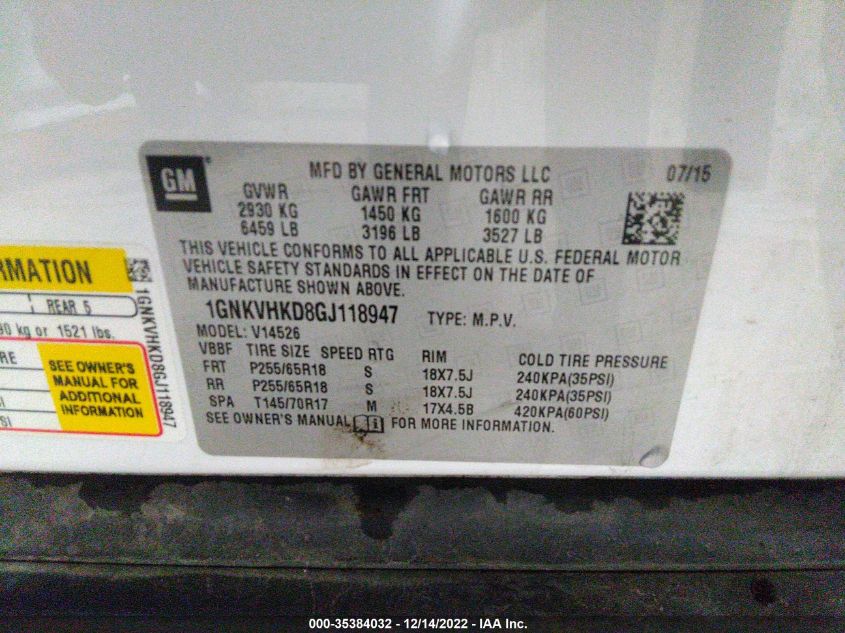 GM
MFD BY GENERAL MOTORS LLC 07/15
GVWR GAWR FRT GAWR RR
2930 KG 1450 KG 1600 KG
6459 LB 3196 LB 3527 LB
THIS VEHICLE CONFORMS TO ALL APPLICABLE U.S. FEDERAL MOTOR
VEHICLE SAFETY STANDARDS IN EFFECT ON THE DATE OF
MANUFACTURE SHOWN ABOVE.
1GNKVHKD8GJ118947 TYPE: M.P.V.
MODEL: V14526
VBBF TIRE SIZE SPEED RTG RIM COLD TIRE PRESSURE
FRT P255/65R18 S 18X7.5J 240KPA(35PSI)
RR P255/65R18 S 18X7.5J 240KPA(35PSI)
SPA T145/70R17 M 17X4.5B 420KPA(60PSI)
SEE OWNER'S MANUAL FOR MORE INFORMATION.
RMATION
REAR 5
90 kg or 1521 lbs.
RE
SEE OWNER'S
MANUAL FOR
ADDITIONAL
INFORMATION
SI
1GNKVHKD8GJ118947
000-35384032 - 12/14/2022 - IAA Inc.